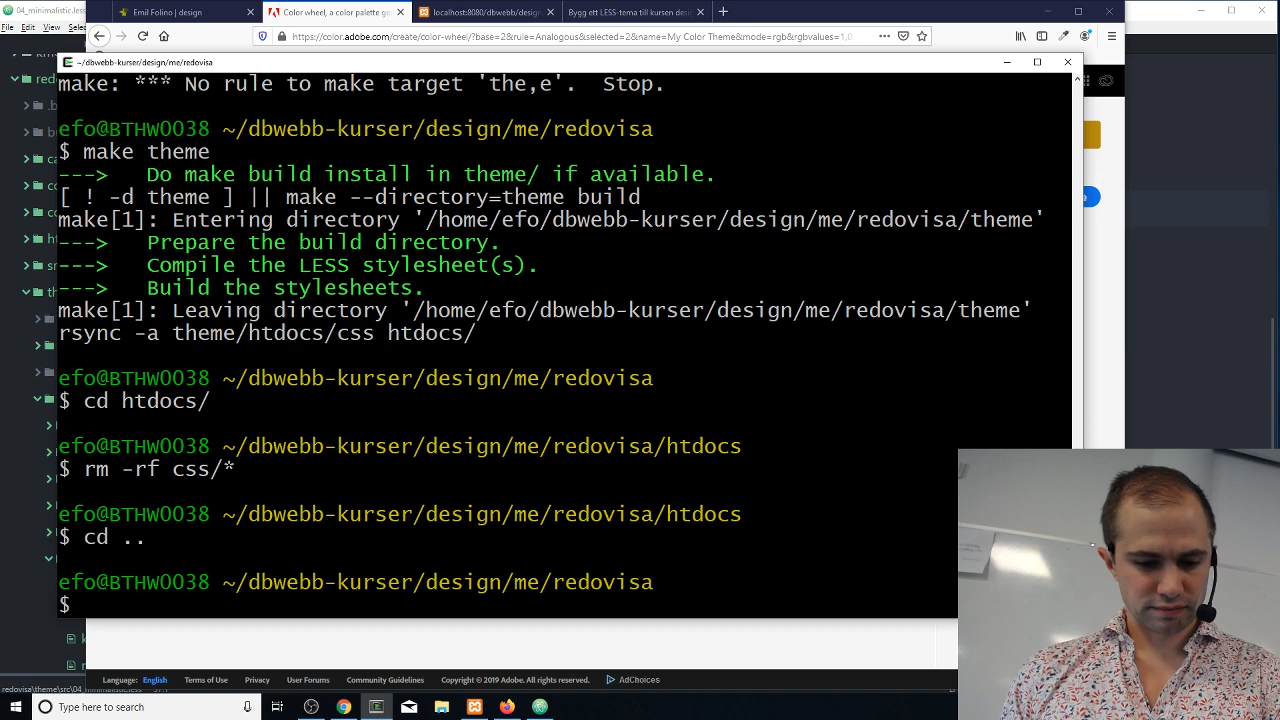 04_minimalistic.less
Emil Folino | design
Color wheel, a color palette ge
localhost:8080/dbwebb/design/
Bygg ett LESS-tema till kursen desi
File
Edit
https://color.adobe.com/create/color-wheel/?base=2&rule=Analogous&selected=2&name=My Color Theme&mode=rgb&rgbvalues=1,0.
~/dbwebb-kurser/design/me/redovisa
make: *** No rule to make target 'the,e'.  Stop.
efo@BTHW0038 ~/dbwebb-kurser/design/me/redovisa
$ make theme
--->   Do make build install in theme/ if available.
[ ! -d theme ] || make --directory=theme build
make[1]: Entering directory '/home/efo/dbwebb-kurser/design/me/redovisa/theme'
--->   Prepare the build directory.
--->   Compile the LESS stylesheet(s).
--->   Build the stylesheets.
make[1]: Leaving directory '/home/efo/dbwebb-kurser/design/me/redovisa/theme'
rsync -a theme/htdocs/css htdocs/
efo@BTHW0038 ~/dbwebb-kurser/design/me/redovisa
$ cd htdocs/
efo@BTHW0038 ~/dbwebb-kurser/design/me/redovisa/htdocs
$ rm -rf css/*
efo@BTHW0038 ~/dbwebb-kurser/design/me/redovisa/htdocs
$ cd ..
efo@BTHW0038 ~/dbwebb-kurser/design/me/redovisa
$
Language: English Terms of Use Privacy User Forums Community Guidelines Copyright © 2019 Adobe. All rights reserved. AdChoices
Type here to search